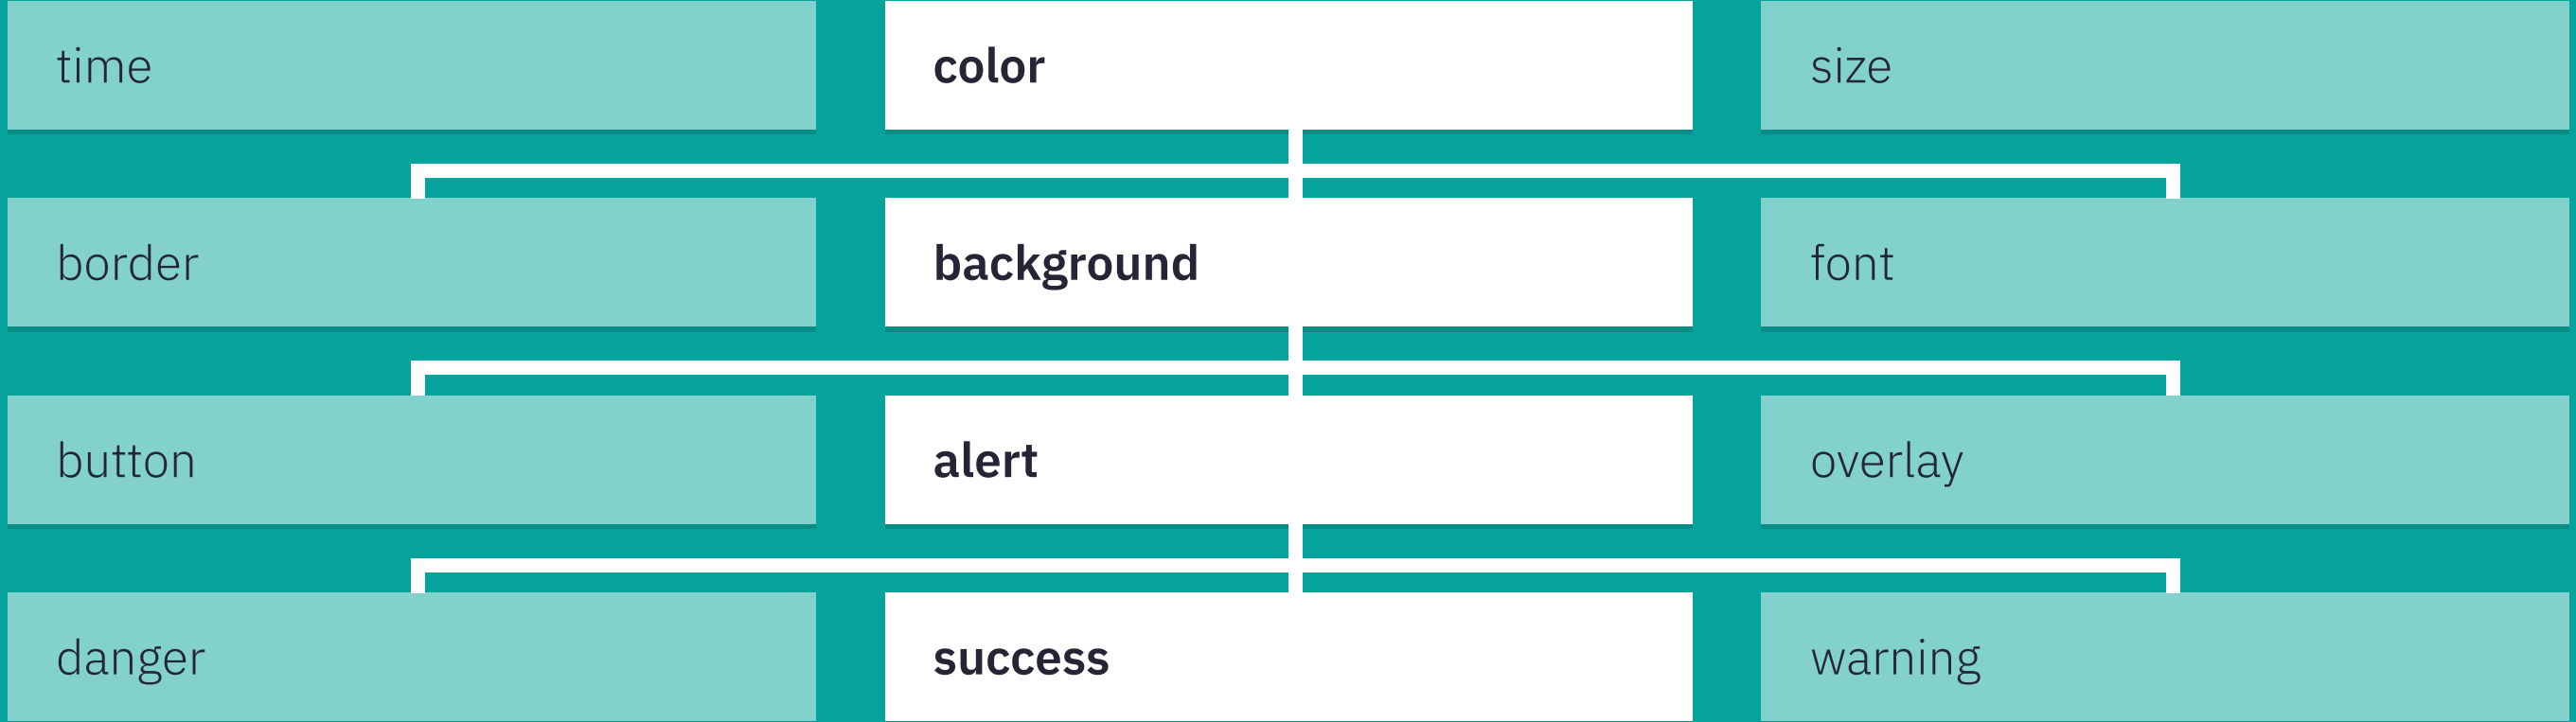 time
color
size
border
background
font
button
alert
overlay
danger
success
warning